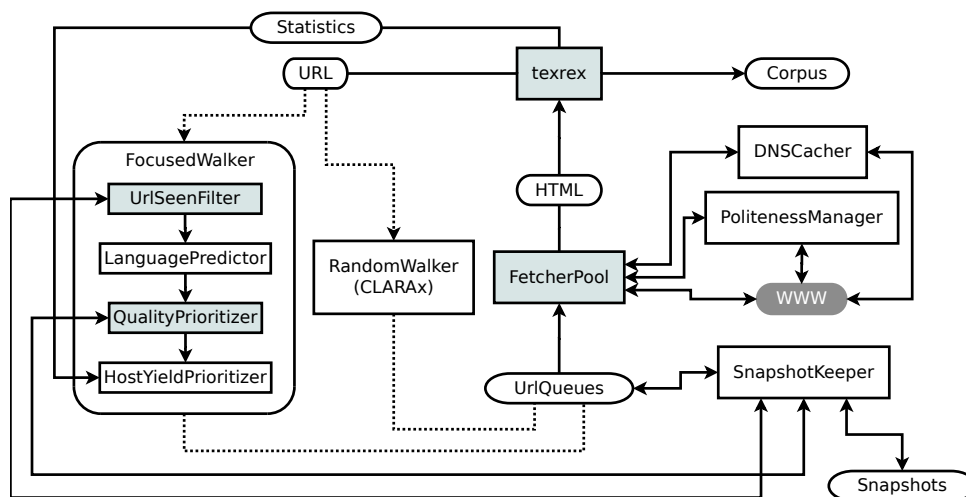 Statistics
URL
texrex
Corpus
FocusedWalker
DNSCacher
UrlSeenFilter
HTML
PolitenessManager
LanguagePredictor
RandomWalker
(CLARAx)
FetcherPool
WWW
QualityPrioritizer
HostYieldPrioritizer
UrlQueues
SnapshotKeeper
Snapshots